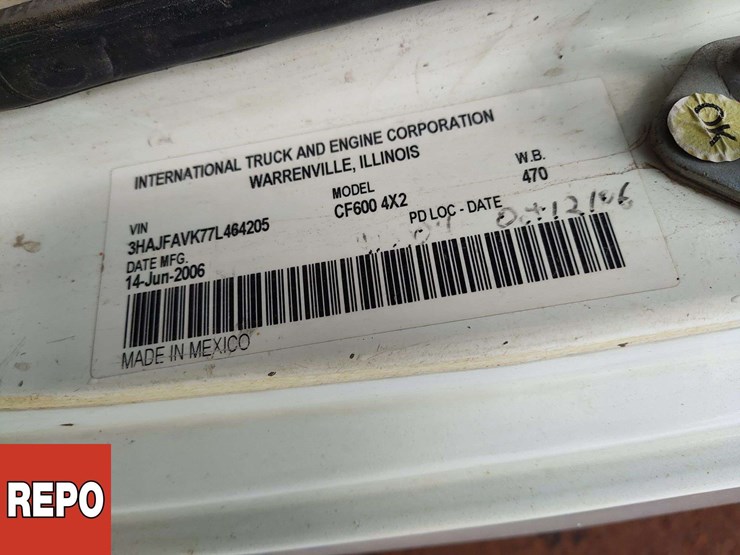 INTERNATIONAL TRUCK AND ENGINE CORPORATION
WARRENVILLE, ILLINOIS
VIN
3HAJFAVK77L464205
MODEL
CF600 4X2
W.B.
470
DATE MFG.
14-Jun-2006
PD LOC - DATE
MADE IN MEXICO
OK
REPO